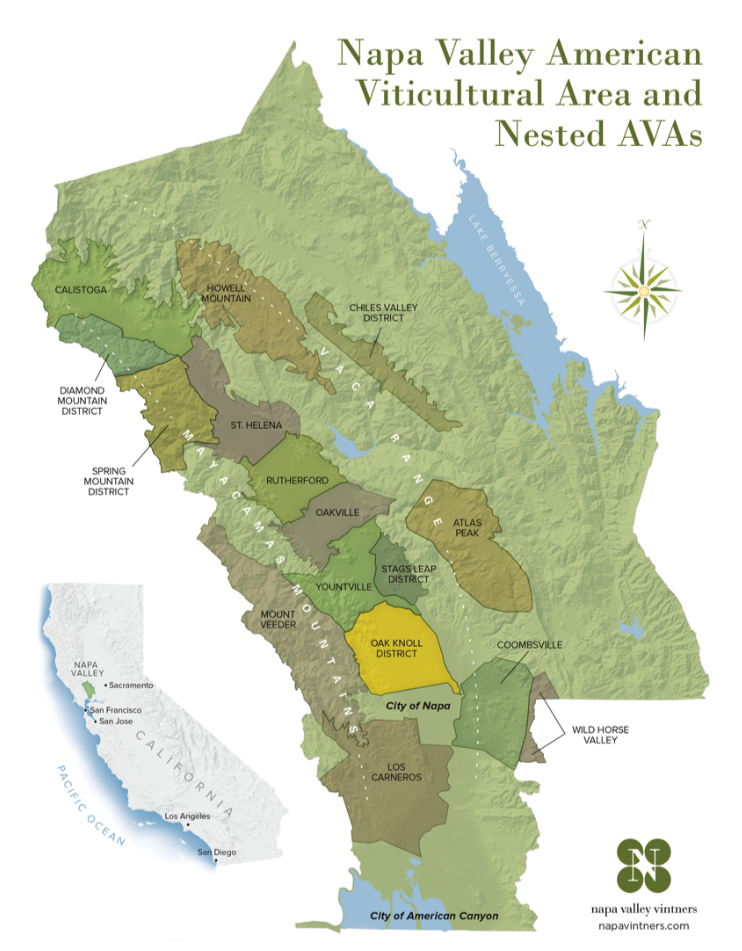 Napa Valley American
Viticultural Area and
Nested AVAs
N
LAKE BERRYESSA
CALISTOGA
HOWELL
MOUNTAIN
CHILES VALLEY
DISTRICT
VACA RANGE
DIAMOND
MOUNTAIN
DISTRICT
ST. HELENA
SPRING
MOUNTAIN
DISTRICT
MAYACAMAS MOUNTATNS
RUTHERFORD
OAKVILLE
ATLAS
PEAK
STAGS LEAP
DISTRICT
YOUNTVILLE
MOUNT
VEEDER
OAK KNOLL
DISTRICT
COOMBSVILLE
City of Napa
WILD HORSE
VALLEY
LOS
CARNEROS
City of American Canyon
NAPA
VALLEY
Sacramento
San Francisco
San Jose
CALIFORNIA
PACIFIC OCEAN
Los Angeles
San Diego
N
napa valley vintners
napavintners.com